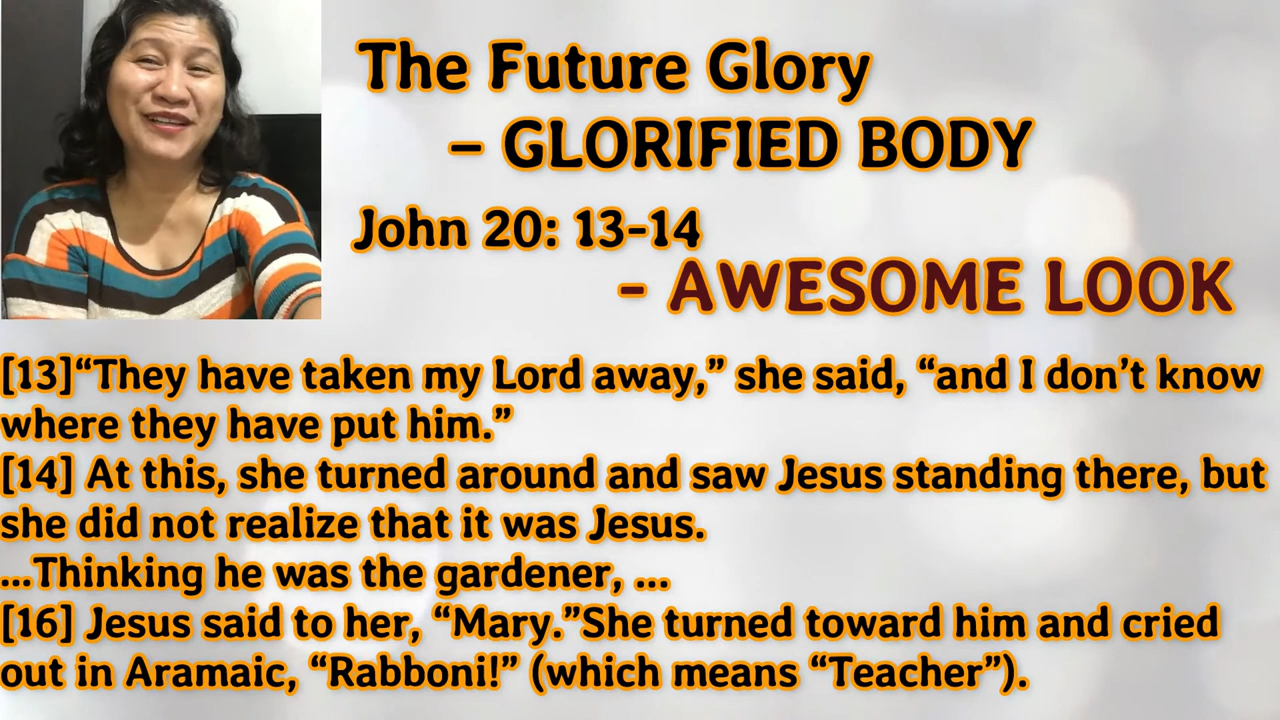 The Future Glory
– GLORIFIED BODY
John 20: 13-14
- AWESOME LOOK
[13]“They have taken my Lord away,” she said, “and I don’t know
where they have put him.”
[14] At this, she turned around and saw Jesus standing there, but
she did not realize that it was Jesus.
...Thinking he was the gardener, ...
[16] Jesus said to her, “Mary.”She turned toward him and cried
out in Aramaic, “Rabboni!” (which means “Teacher”).